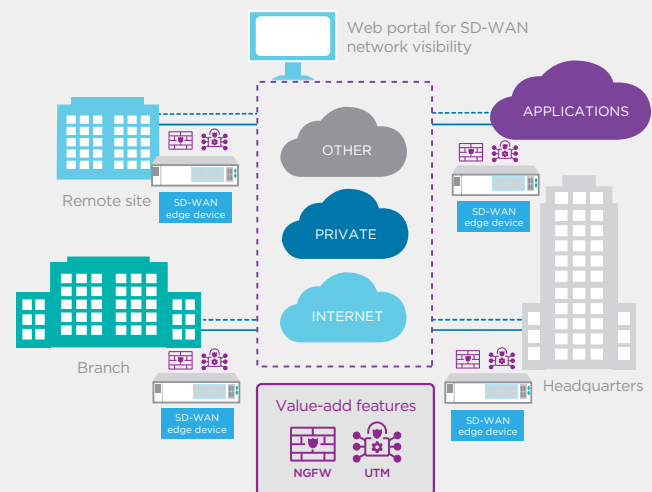 Web portal for SD-WAN
network visibility
APPLICATIONS
OTHER
Remote site
SD-WAN
edge device
SD-WAN
edge device
PRIVATE
INTERNET
Branch
Headquarters
SD-WAN
edge device
Value-add features
SD-WAN
edge device
NGFW
UTM